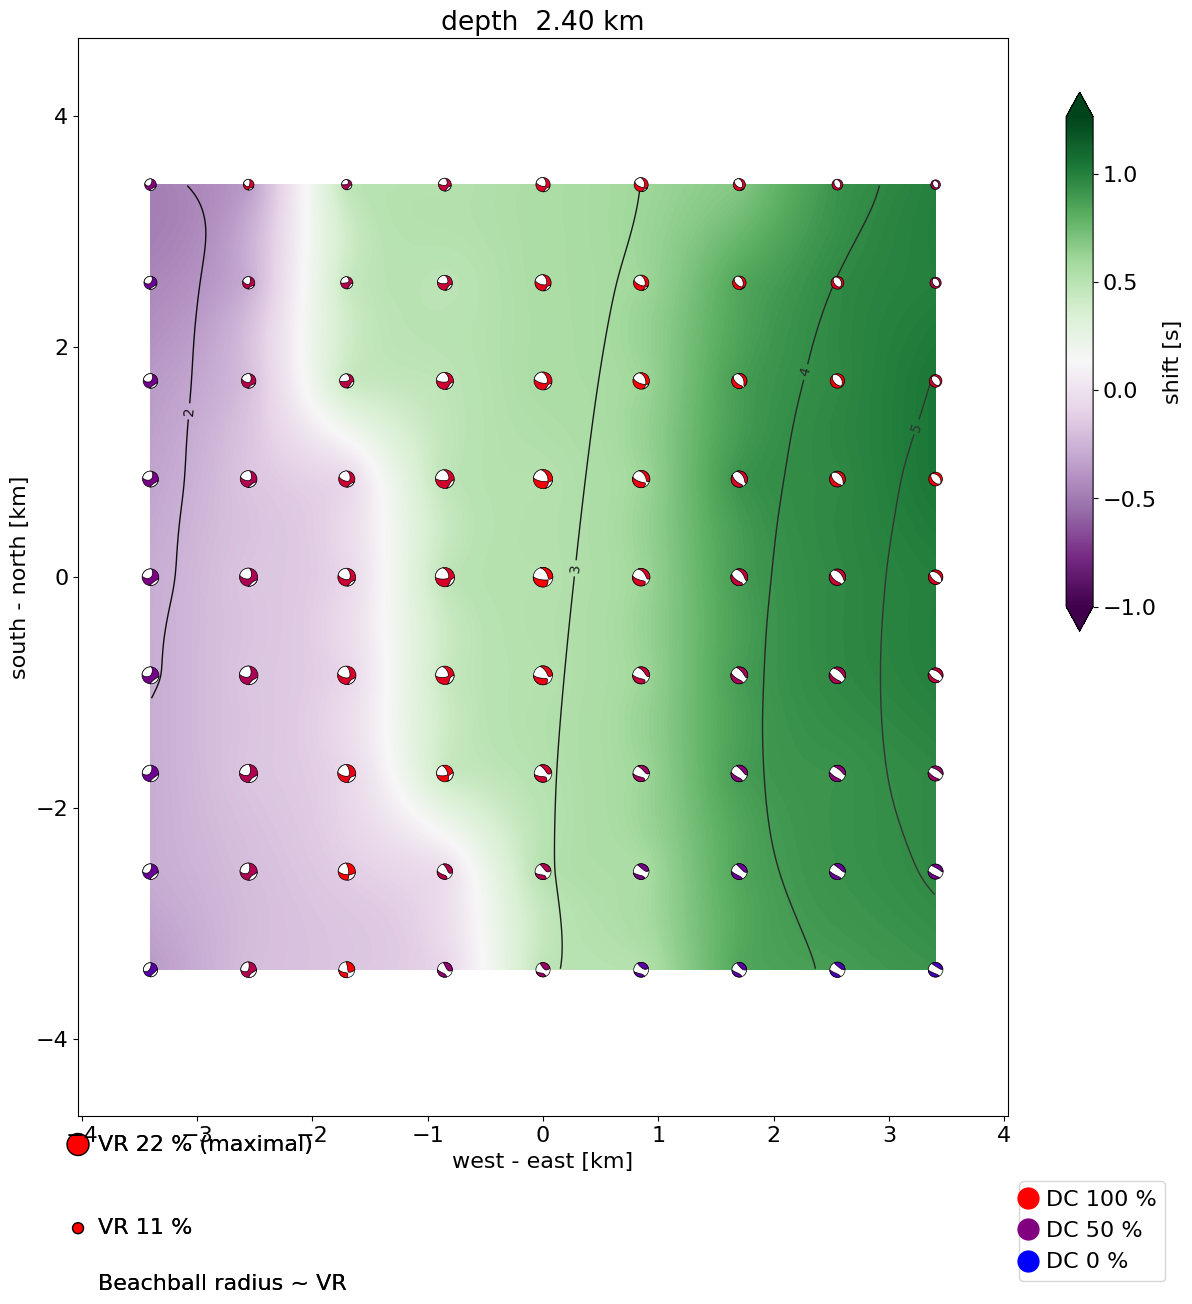 depth  2.40 km
4
2
0
−2
−4
south - north [km]
2
3
4
5
−4
−3
−2
−1
0
1
2
3
4
west - east [km]
1.0
0.5
0.0
−0.5
−1.0
shift [s]
VR 22 % (maximal)
VR 11 %
Beachball radius ~ VR
DC 100 %
DC 50 %
DC 0 %